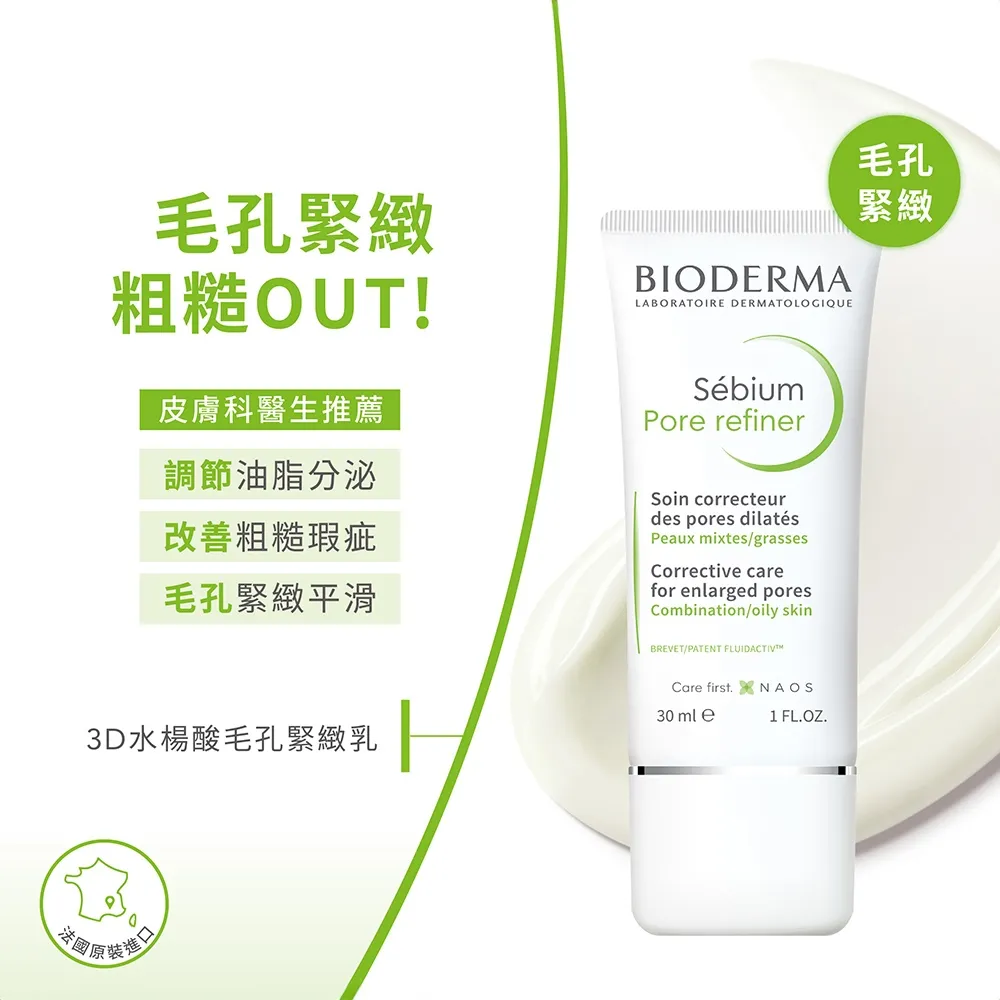 毛孔緊緻
粗糙OUT!
皮膚科醫生推薦
調節油脂分泌
改善粗糙瑕疵
毛孔緊緻平滑
3D水楊酸毛孔緊緻乳
法國原裝進口
毛孔
緊緻
BIODERMA
LABORATOIRE DERMATOLOGIQUE
Sébium
Pore refiner
Soin correcteur
des pores dilatés
Peaux mixtes/grasses
Corrective care
for enlarged pores
Combination/oily skin
BREVET/PATENT FLUIDACTIV™
Care first. NAOS
30 ml ℮ 1 FL.OZ.